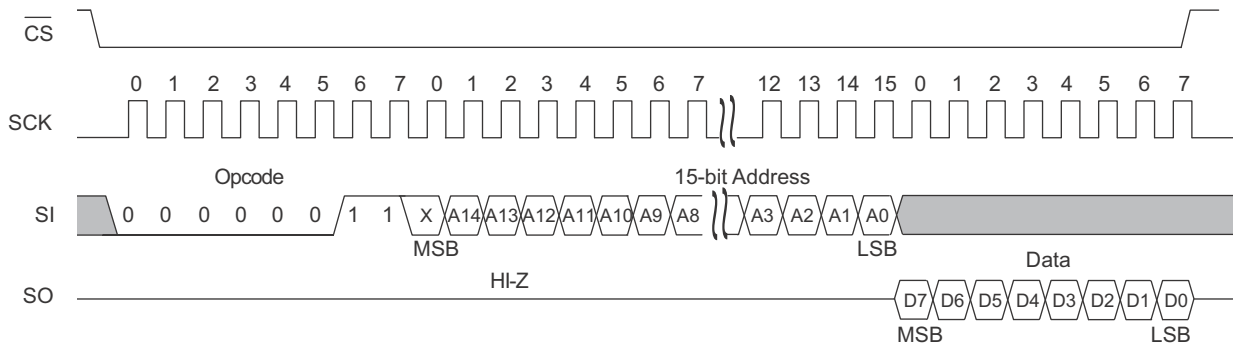 CS
0 1 2 3 4 5 6 7 0 1 2 3 4 5 6 7 12 13 14 15 0 1 2 3 4 5 6 7
SCK
Opcode 15-bit Address
SI 0 0 0 0 0 0 1 1 X A14 A13 A12 A11 A10 A9 A8 A3 A2 A1 A0
MSB LSB
HI-Z Data
SO D7 D6 D5 D4 D3 D2 D1 D0
MSB LSB